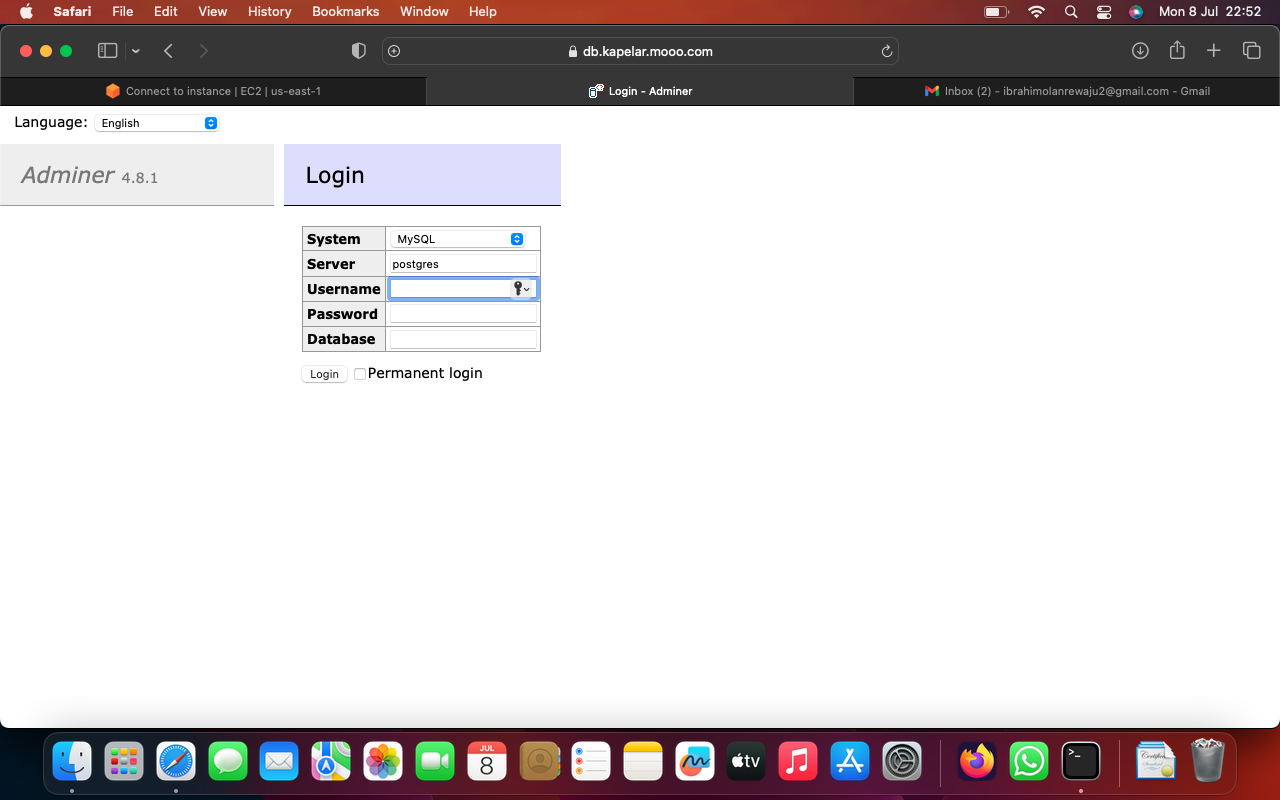 Safari File Edit View History Bookmarks Window Help Mon 8 Jul 22:52
db.kapelar.mooo.com
Connect to instance | EC2 | us-east-1 Login - Adminer Inbox (2) - ibrahimolanrewaju2@gmail.com - Gmail
Language: English
Adminer 4.8.1 Login
System MySQL
Server postgres
Username
Password
Database
Login Permanent login
JUL
8
tv
>_